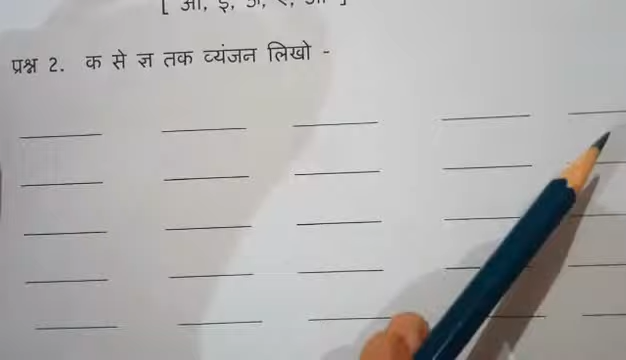 प्रश्न 2. क से ज्ञ तक व्यंजन लिखो -